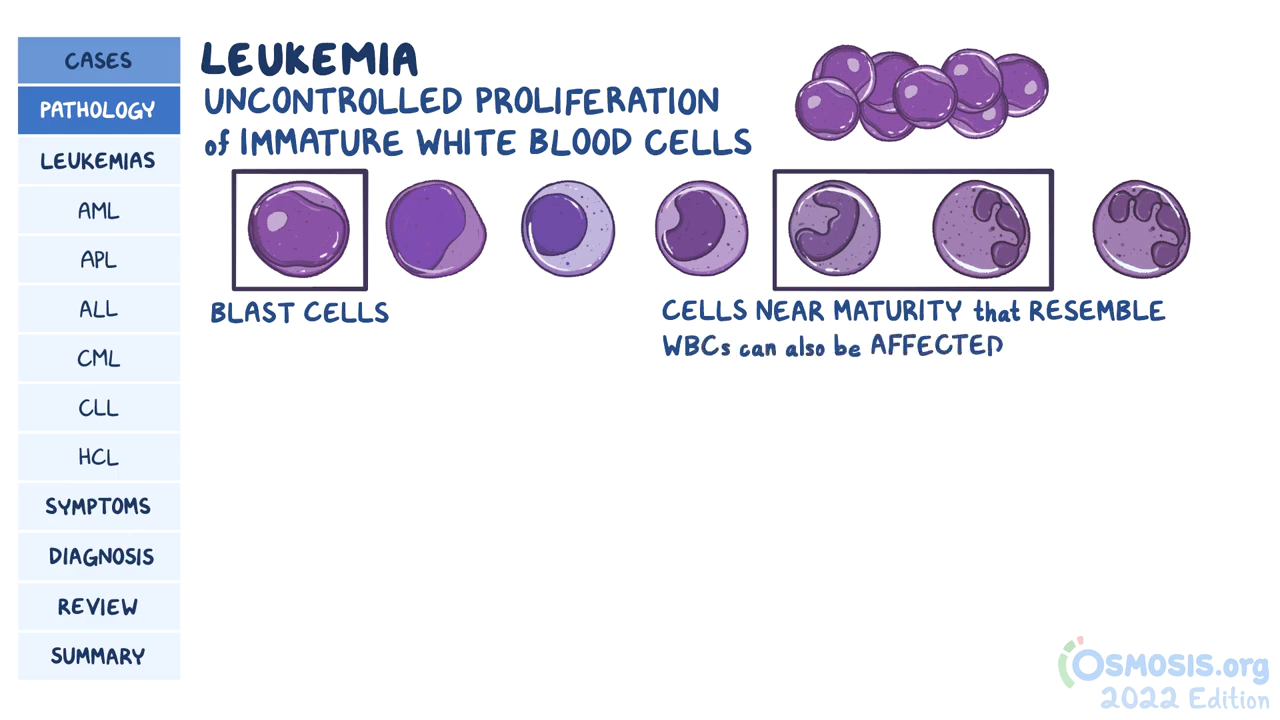 CASES
PATHOLOGY
LEUKEMIAS
AML
APL
ALL
CML
CLL
HCL
SYMPTOMS
DIAGNOSIS
REVIEW
SUMMARY
LEUKEMIA
UNCONTROLLED PROLIFERATION
of IMMATURE WHITE BLOOD CELLS
BLAST CELLS
CELLS NEAR MATURITY that RESEMBLE
WBCs can also be AFFECTED
OSMOSIS.org
2022 Edition